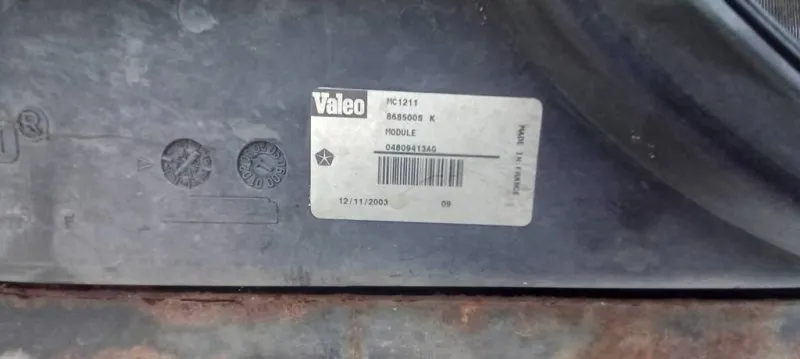 Valeo
MC1211
8685008 K
MODULE
04809413AG
12/11/2003 09
MADE IN FRANCE